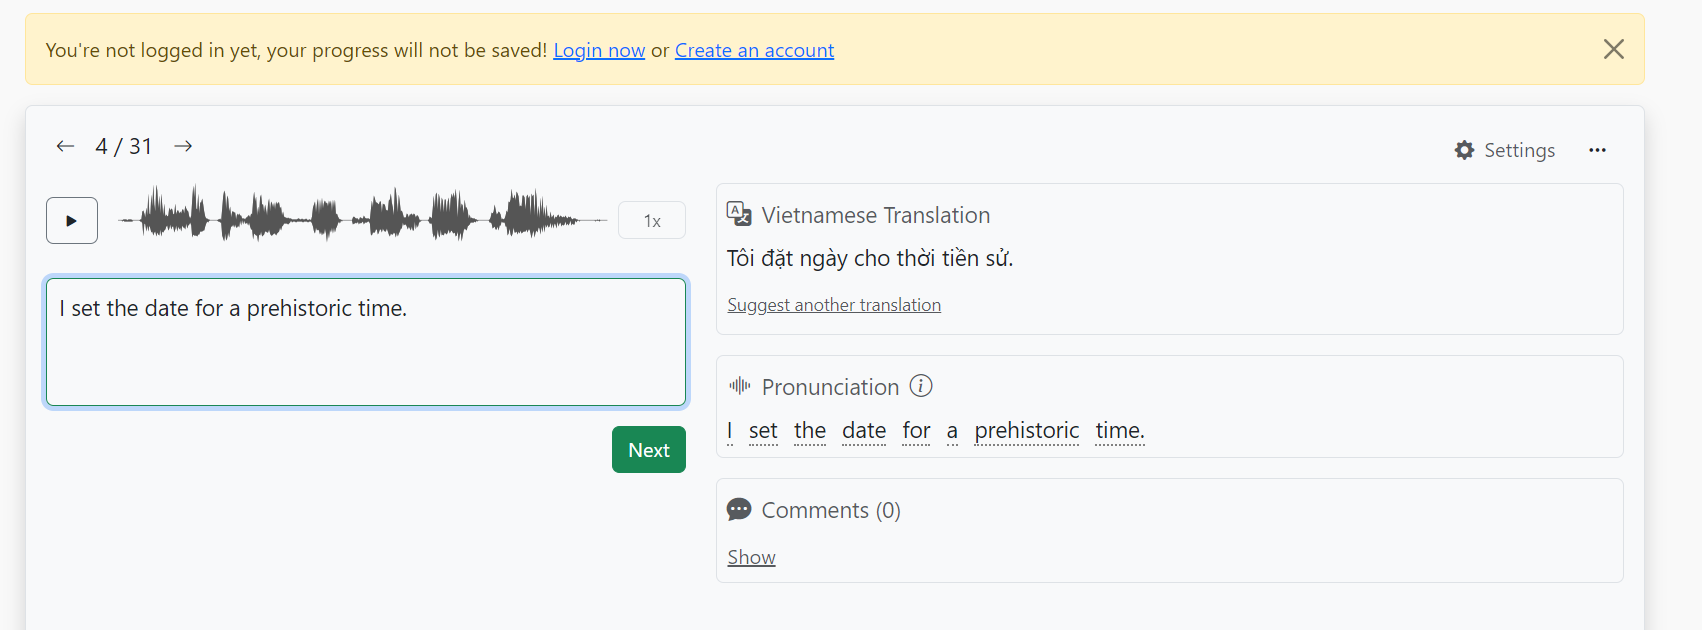 You're not logged in yet, your progress will not be saved! Login now or Create an account
4 / 31
Settings
1x
I set the date for a prehistoric time.
Next
Vietnamese Translation
Tôi đặt ngày cho thời tiền sử.
Suggest another translation
Pronunciation
I set the date for a prehistoric time.
Comments (0)
Show